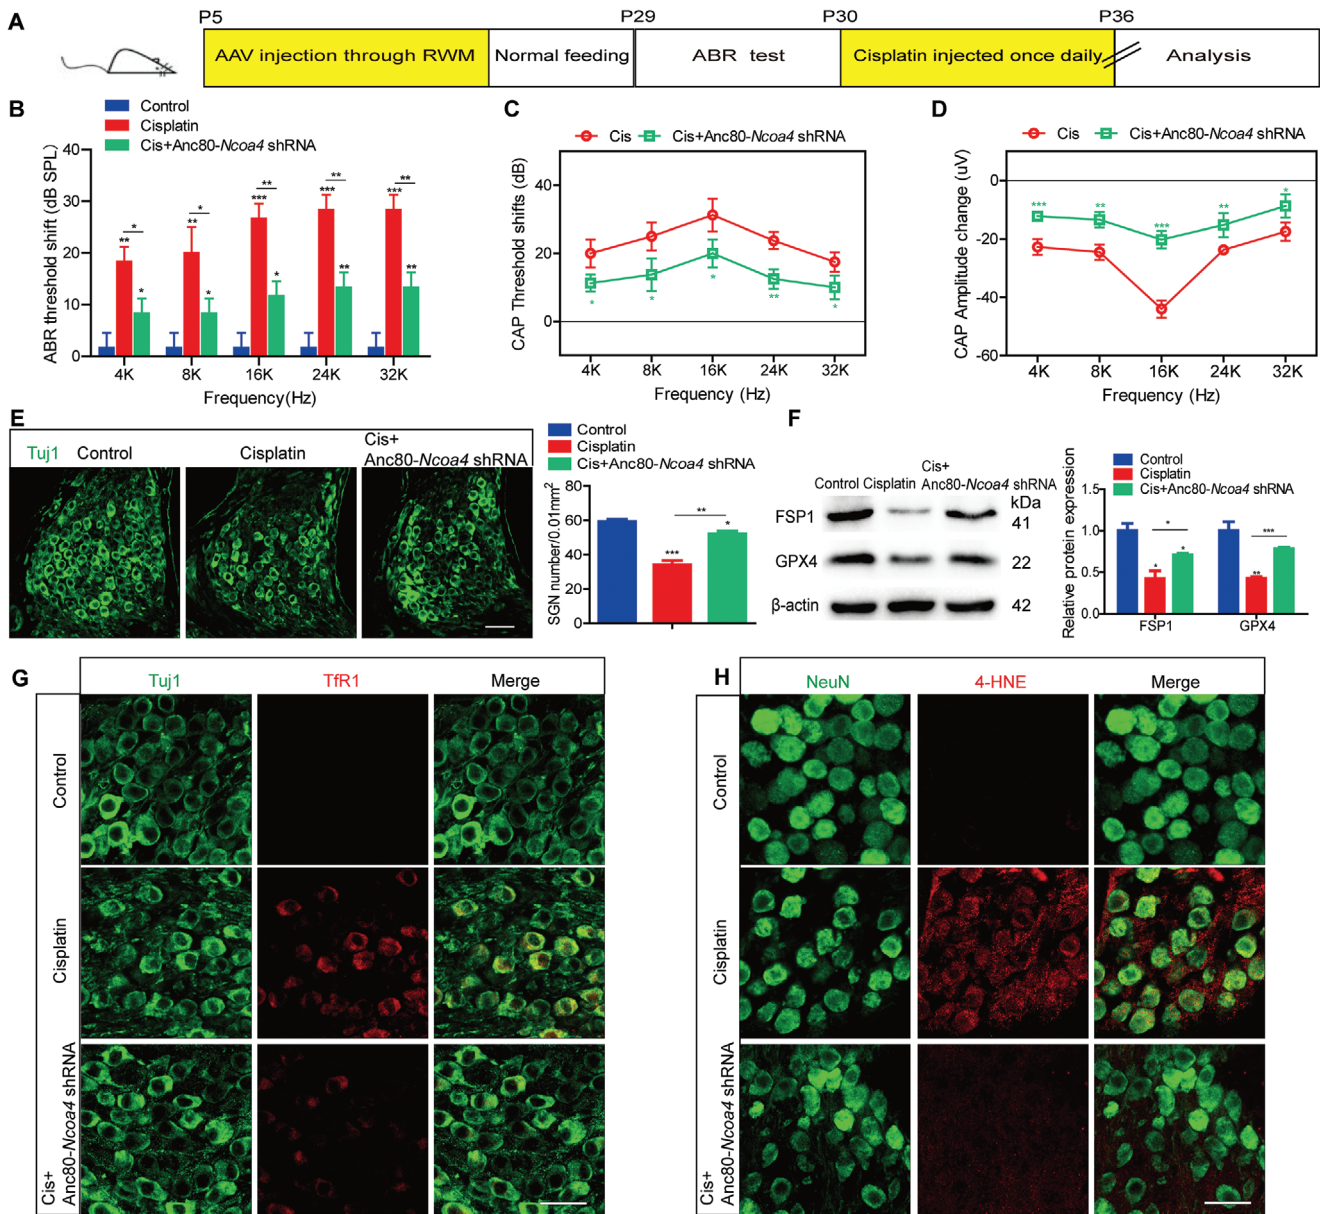 A
P5 P29 P30 P36
AAV injection through RWM Normal feeding ABR test Cisplatin injected once daily Analysis
B
Control
Cisplatin
Cis+Anc80-Ncoa4 shRNA
ABR threshold shift (dB SPL)
40
30
20
10
0
** * * ** * * *** ** * *** ** ** *** ** **
4K 8K 16K 24K 32K
Frequency(Hz)
C
Cis Cis+Anc80-Ncoa4 shRNA
CAP Threshold shifts (dB)
40
20
0
* * * ** *
4K 8K 16K 24K 32K
Frequency (Hz)
D
Cis Cis+Anc80-Ncoa4 shRNA
CAP Amplitude change (uV)
0
-20
-40
-60
*** ** *** ** *
4K 8K 16K 24K 32K
Frequency (Hz)
E
Tuj1 Control Cisplatin Cis+
Anc80-Ncoa4 shRNA
Control
Cisplatin
Cis+Anc80-Ncoa4 shRNA
SGN number/0.01mm²
80
60
40
20
0
*** ** *
F
Control Cisplatin Cis+
Anc80-Ncoa4 shRNA
kDa
FSP1 41
GPX4 22
β-actin 42
Control
Cisplatin
Cis+Anc80-Ncoa4 shRNA
Relative protein expression
1.5
1.0
0.5
0.0
* * * ** ***
FSP1 GPX4
G
Tuj1 TfR1 Merge
Control
Cisplatin
Cis+
Anc80-Ncoa4 shRNA
H
NeuN 4-HNE Merge
Control
Cisplatin
Cis+
Anc80-Ncoa4 shRNA